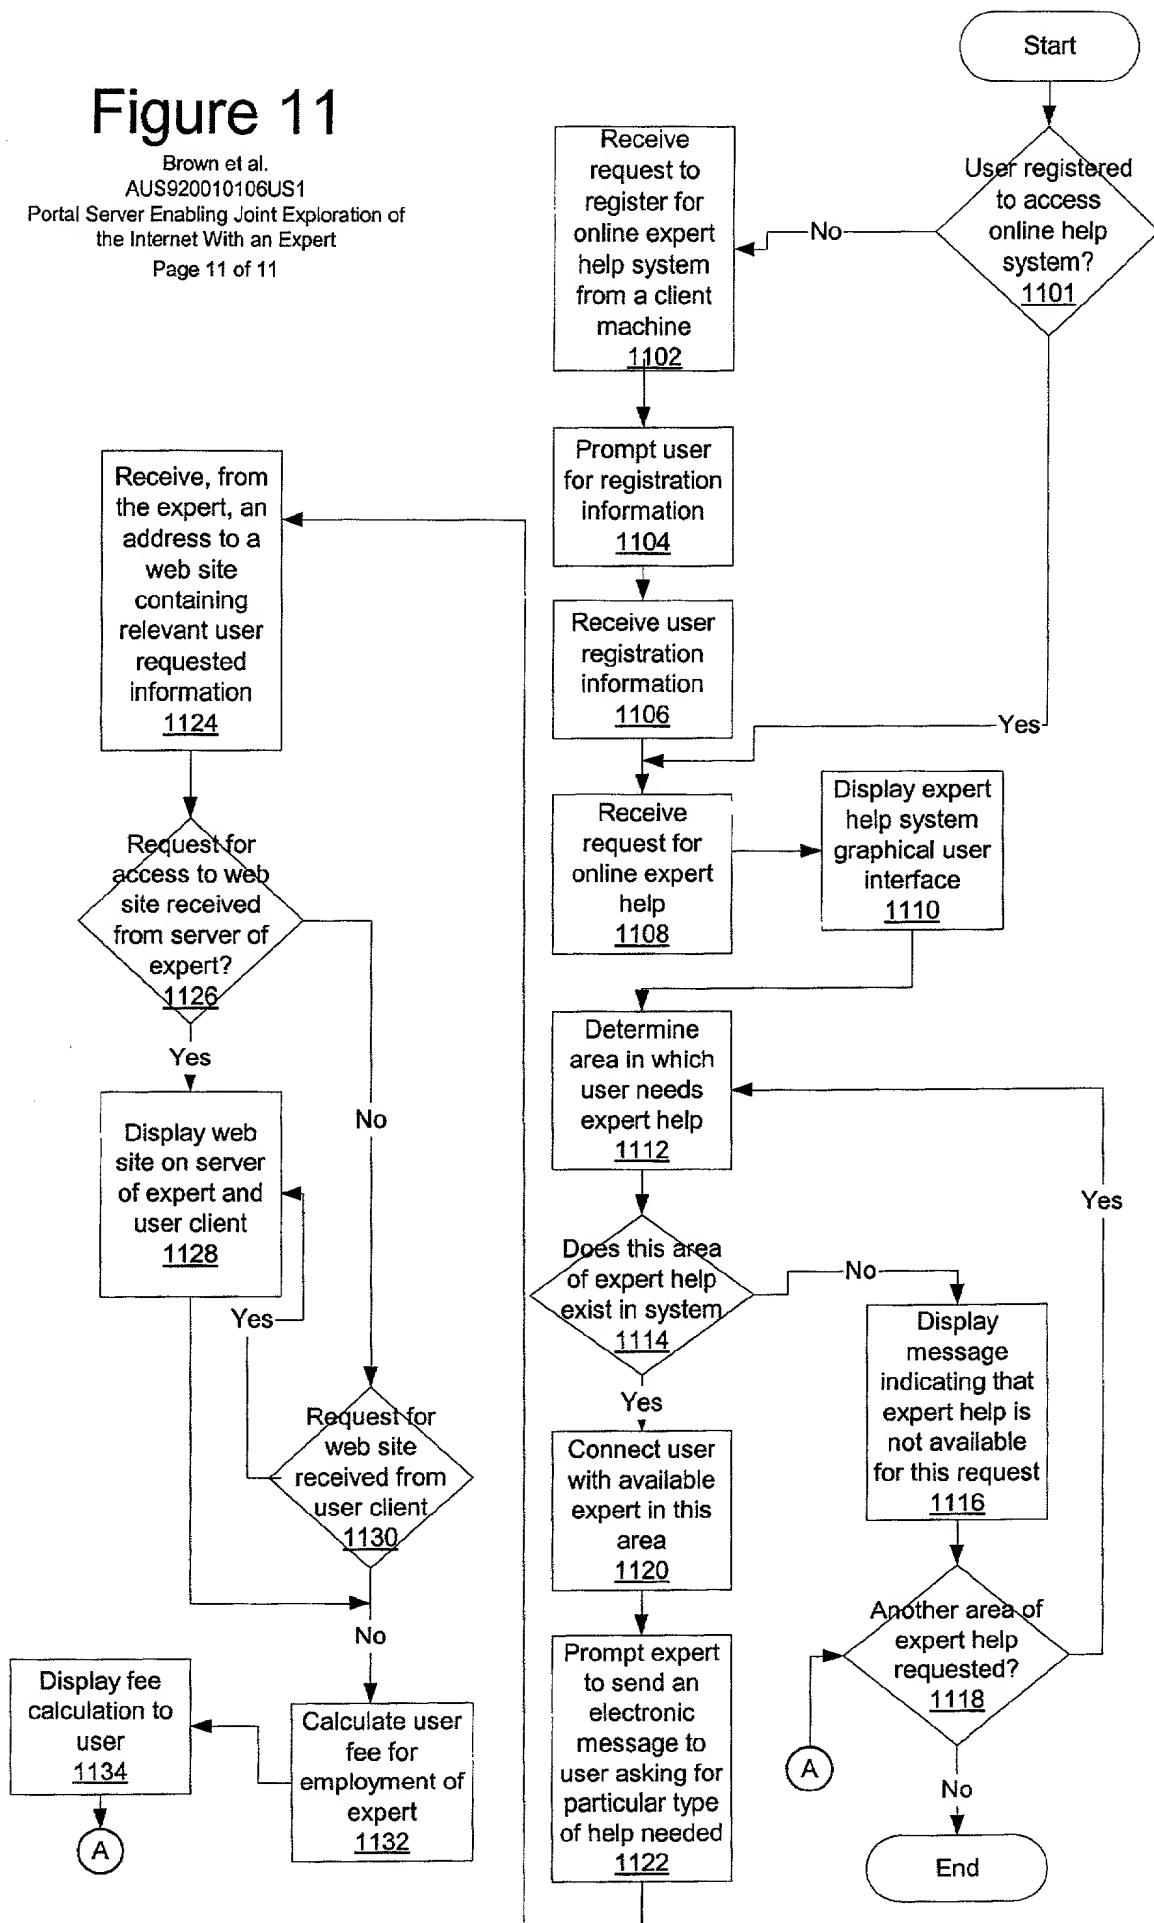 Figure 11
Brown et al.
AUS920010106US1
Portal Server Enabling Joint Exploration of
the Internet With an Expert
Page 11 of 11
Start
User registered
to access
online help
system?
1101
No
Yes
Receive
request to
register for
online expert
help system
from a client
machine
1102
Prompt user
for registration
information
1104
Receive user
registration
information
1106
Receive
request for
online expert
help
1108
Display expert
help system
graphical user
interface
1110
Determine
area in which
user needs
expert help
1112
Does this area
of expert help
exist in system
1114
No
Yes
Display
message
indicating that
expert help is
not available
for this request
1116
Another area of
expert help
requested?
1118
Yes
A
No
End
Connect user
with available
expert in this
area
1120
Prompt expert
to send an
electronic
message to
user asking for
particular type
of help needed
1122
Receive, from
the expert, an
address to a
web site
containing
relevant user
requested
information
1124
Request for
access to web
site received
from server of
expert?
1126
Yes
No
Display web
site on server
of expert and
user client
1128
Yes
Request for
web site
received from
user client
1130
No
Calculate user
fee for
employment of
expert
1132
Display fee
calculation to
user
1134
A